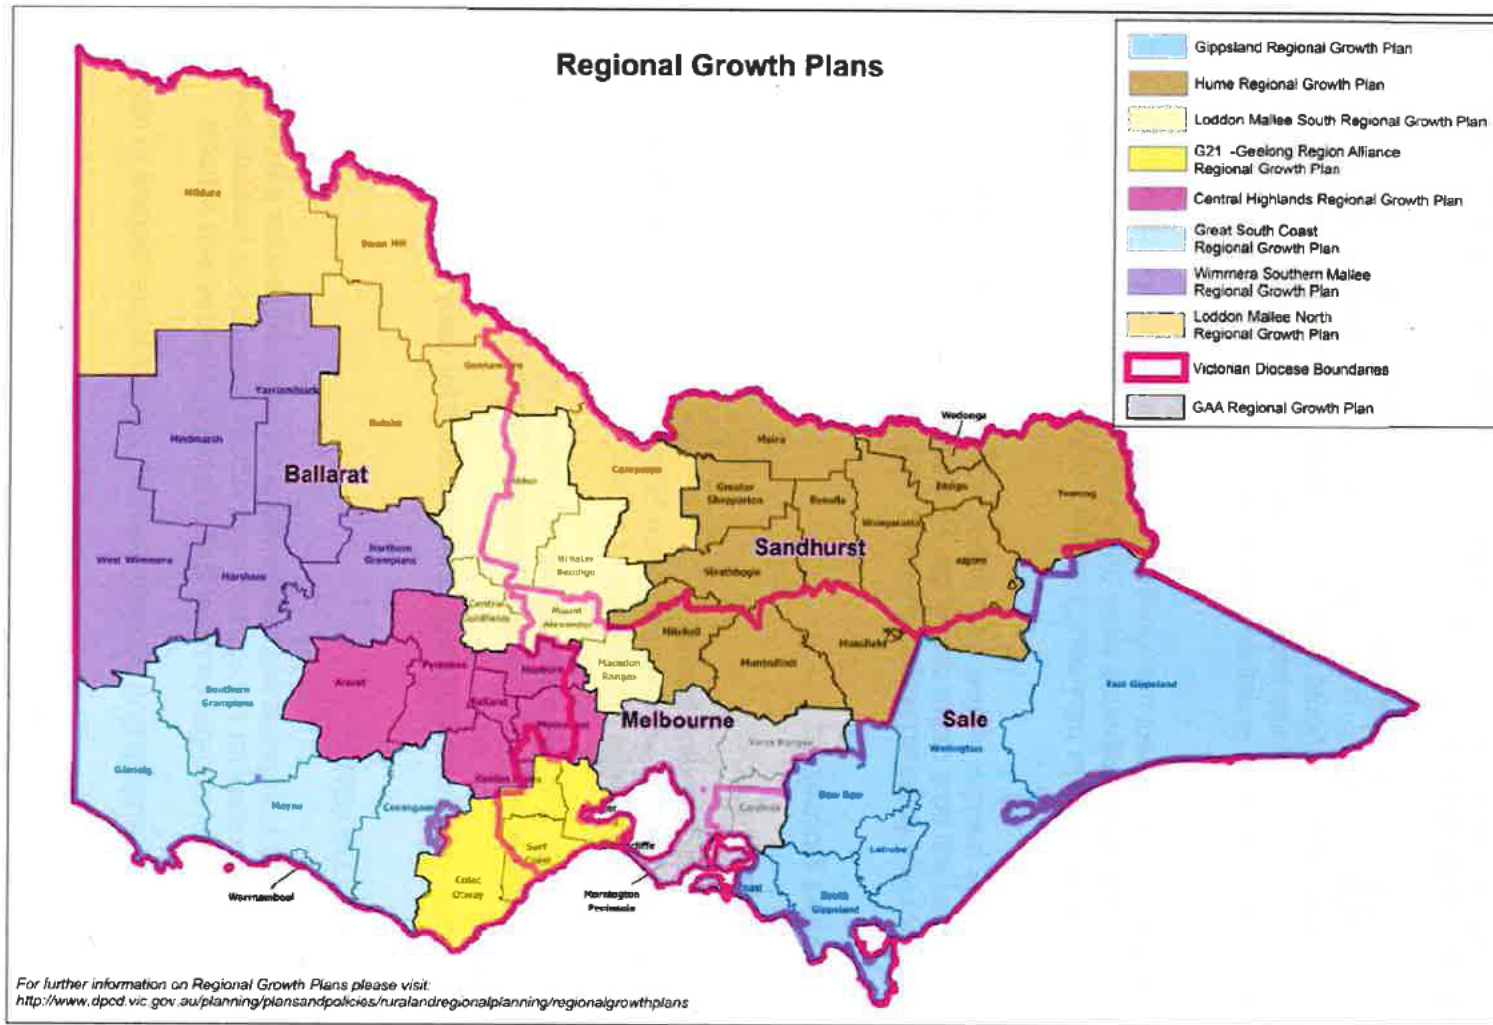 Regional Growth Plans
Gippsland Regional Growth Plan
Hume Regional Growth Plan
Loddon Mallee South Regional Growth Plan
G21 -Geelong Region Alliance
Regional Growth Plan
Central Highlands Regional Growth Plan
Great South Coast
Regional Growth Plan
Wimmera Southern Mallee
Regional Growth Plan
Loddon Mallee North
Regional Growth Plan
Victorian Diocese Boundaries
GAA Regional Growth Plan
Mildura
Swan Hill
Gannawarra
Yarriambiack
Buloke
Hindmarsh
Ballarat
Loddon
Campaspe
Moira
Wodonga
Greater
Shepparton
Benalla
Indigo
Towong
Wangaratta
Sandhurst
West Wimmera
Horsham
Northern
Grampians
Greater
Bendigo
Strathbogie
Alpine
Central
Goldfields
Mount
Alexander
Mitchell
Mansfield
Murrindindi
Macedon
Ranges
Southern
Grampians
Ararat
Pyrenees
Hepburn
Ballarat
Moorabool
Melbourne
Yarra Ranges
Sale
Wellington
East Gippsland
Glenelg
Moyne
Corangamite
Golden Plains
Cardinia
Baw Baw
Latrobe
Surf
Coast
cliffe
Colac
Otway
Warrnambool
Mornington
Peninsula
South
Gippsland
For further information on Regional Growth Plans please visit:
http://www.dpcd.vic.gov.au/planning/plansandpolicies/ruralandregionalplanning/regionalgrowthplans